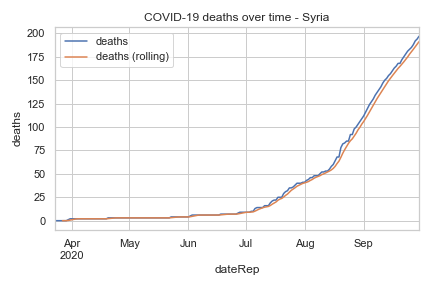 COVID-19 deaths over time - Syria
deaths
deaths (rolling)
deaths
200
175
150
125
100
75
50
25
0
Apr May Jun Jul Aug Sep
2020
dateRep